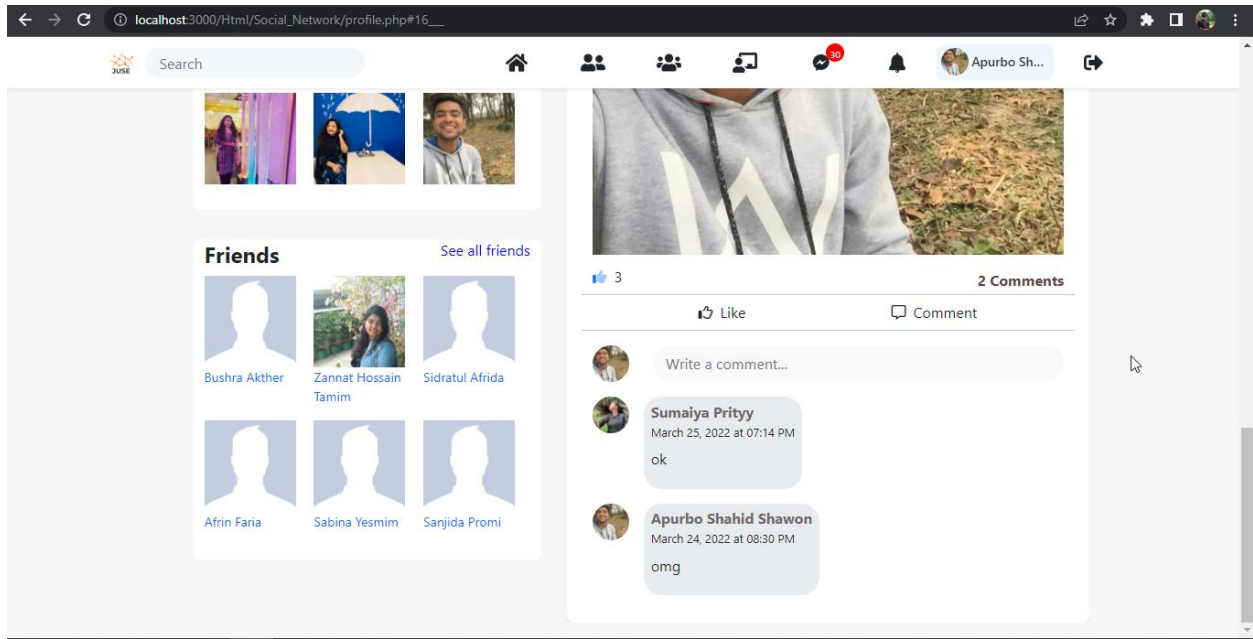 localhost:3000/Html/Social_Network/profile.php#16__
JUSE
Search
30
Apurbo Sh...
Friends
See all friends
Bushra Akther
Zannat Hossain
Tamim
Sidratul Afrida
Afrin Faria
Sabina Yesmim
Sanjida Promi
3
2 Comments
Like
Comment
Write a comment...
Sumaiya Prityy
March 25, 2022 at 07:14 PM
ok
Apurbo Shahid Shawon
March 24, 2022 at 08:30 PM
omg